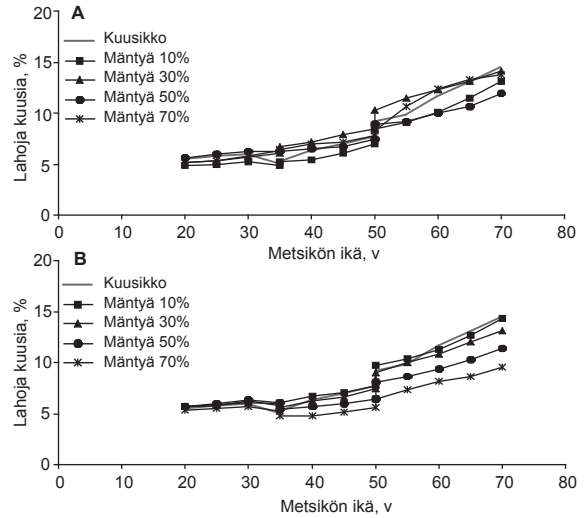 A
20
15
10
5
0
Lahoja kuusia, %
Kuusikko
Mäntyä 10%
Mäntyä 30%
Mäntyä 50%
Mäntyä 70%
0 10 20 30 40 50 60 70 80
Metsikön ikä, v
B
20
15
10
5
0
Lahoja kuusia, %
Kuusikko
Mäntyä 10%
Mäntyä 30%
Mäntyä 50%
Mäntyä 70%
0 10 20 30 40 50 60 70 80
Metsikön ikä, v